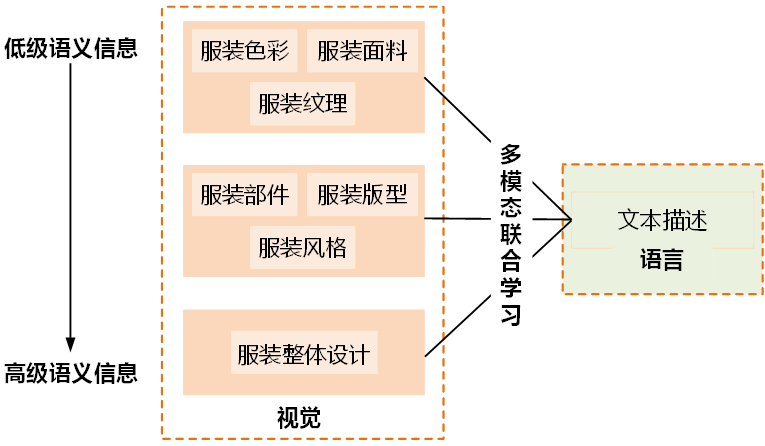 低级语义信息
高级语义信息
服装色彩 服装面料
服装纹理
服装部件 服装版型
服装风格
服装整体设计
视觉
多模态联合学习
文本描述
语言